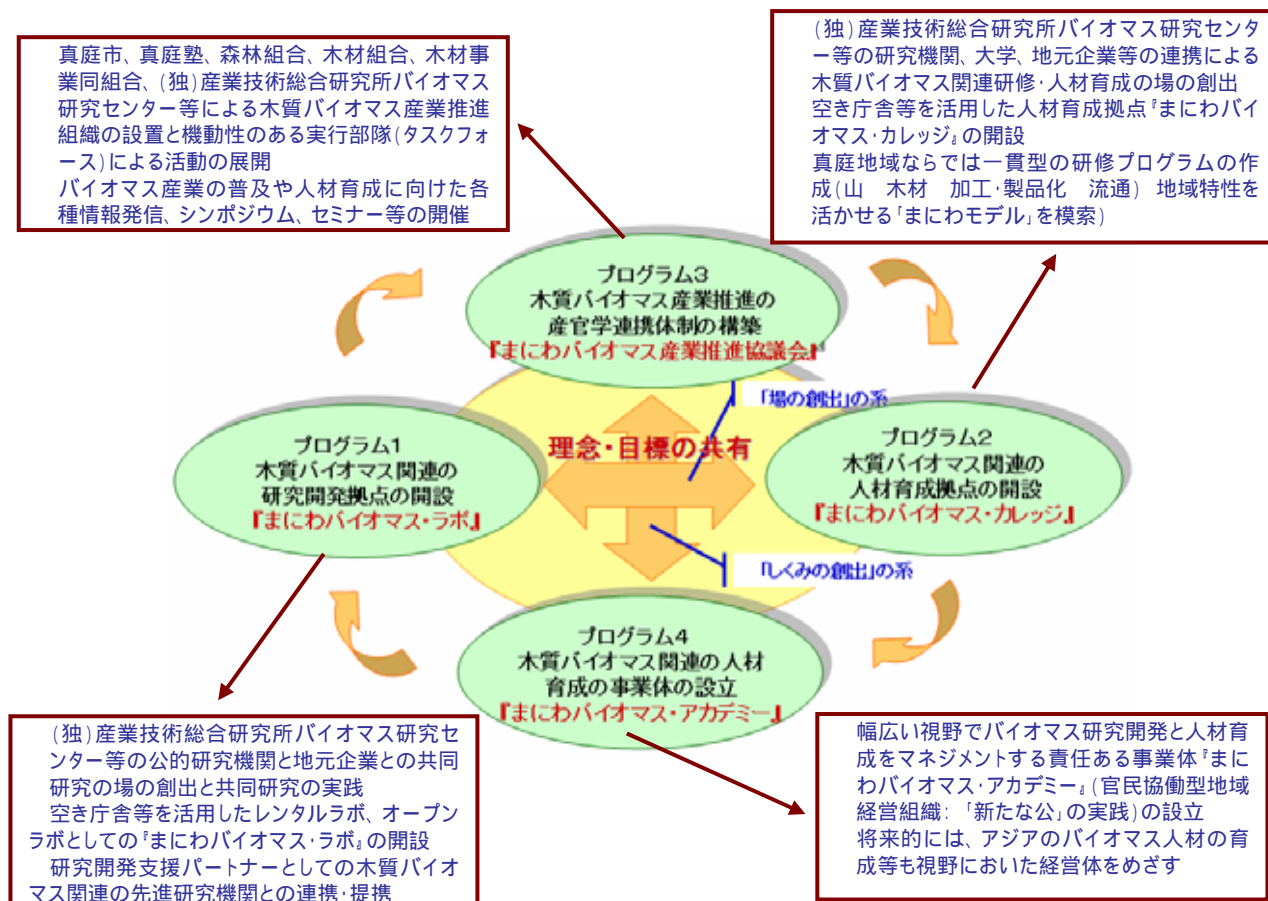 真庭市、真庭塾、森林組合、木材組合、木材事
業同組合、(独)産業技術総合研究所バイオマス
研究センター等による木質バイオマス産業推進
組織の設置と機動性のある実行部隊(タスクフォ
ース)による活動の展開
バイオマス産業の普及や人材育成に向けた各
種情報発信、シンポジウム、セミナー等の開催
(独)産業技術総合研究所バイオマス研究センタ
ー等の研究機関、大学、地元企業等の連携による
木質バイオマス関連研修・人材育成の場の創出
空き庁舎等を活用した人材育成拠点『まにわバイ
オマス・カレッジ』の開設
真庭地域ならでは一貫型の研修プログラムの作
成(山　木材　加工・製品化　流通)　地域特性を
活かせる「まにわモデル」を模索)
プログラム3
木質バイオマス産業推進の
産官学連携体制の構築
『まにわバイオマス産業推進協議会』
「場の創出」の系
理念・目標の共有
プログラム1
木質バイオマス関連の
研究開発拠点の開設
『まにわバイオマス・ラボ』
プログラム2
木質バイオマス関連の
人材育成拠点の開設
『まにわバイオマス・カレッジ』
「しくみの創出」の系
プログラム4
木質バイオマス関連の人材
育成の事業体の設立
『まにわバイオマス・アカデミー』
(独)産業技術総合研究所バイオマス研究セ
ンター等の公的研究機関と地元企業との共同
研究の場の創出と共同研究の実践
空き庁舎等を活用したレンタルラボ、オープン
ラボとしての『まにわバイオマス・ラボ』の開設
研究開発支援パートナーとしての木質バイオ
マス関連の先進研究機関との連携・提携
幅広い視野でバイオマス研究開発と人材育
成をマネジメントする責任ある事業体『まに
わバイオマス・アカデミー』(官民協働型地域
経営組織:「新たな公」の実践)の設立
将来的には、アジアのバイオマス人材の育
成等も視野においた経営体をめざす